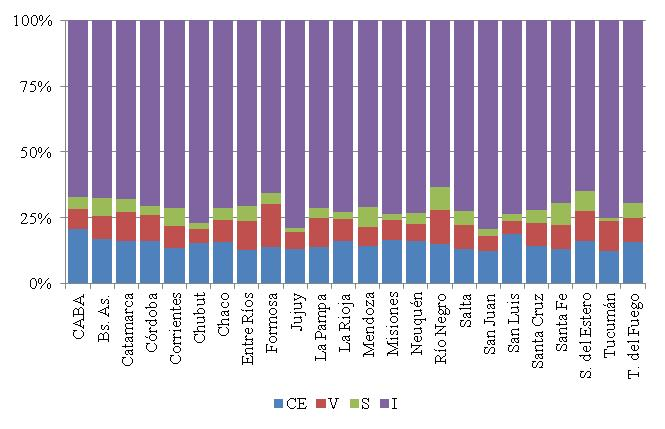 100%
75%
50%
25%
0%
CABA
Bs. As.
Catamarca
Córdoba
Corrientes
Chubut
Chaco
Entre Ríos
Formosa
Jujuy
La Pampa
La Rioja
Mendoza
Misiones
Neuquén
Río Negro
Salta
San Juan
San Luis
Santa Cruz
Santa Fe
S. del Estero
Tucumán
T. del Fuego
CE V S I